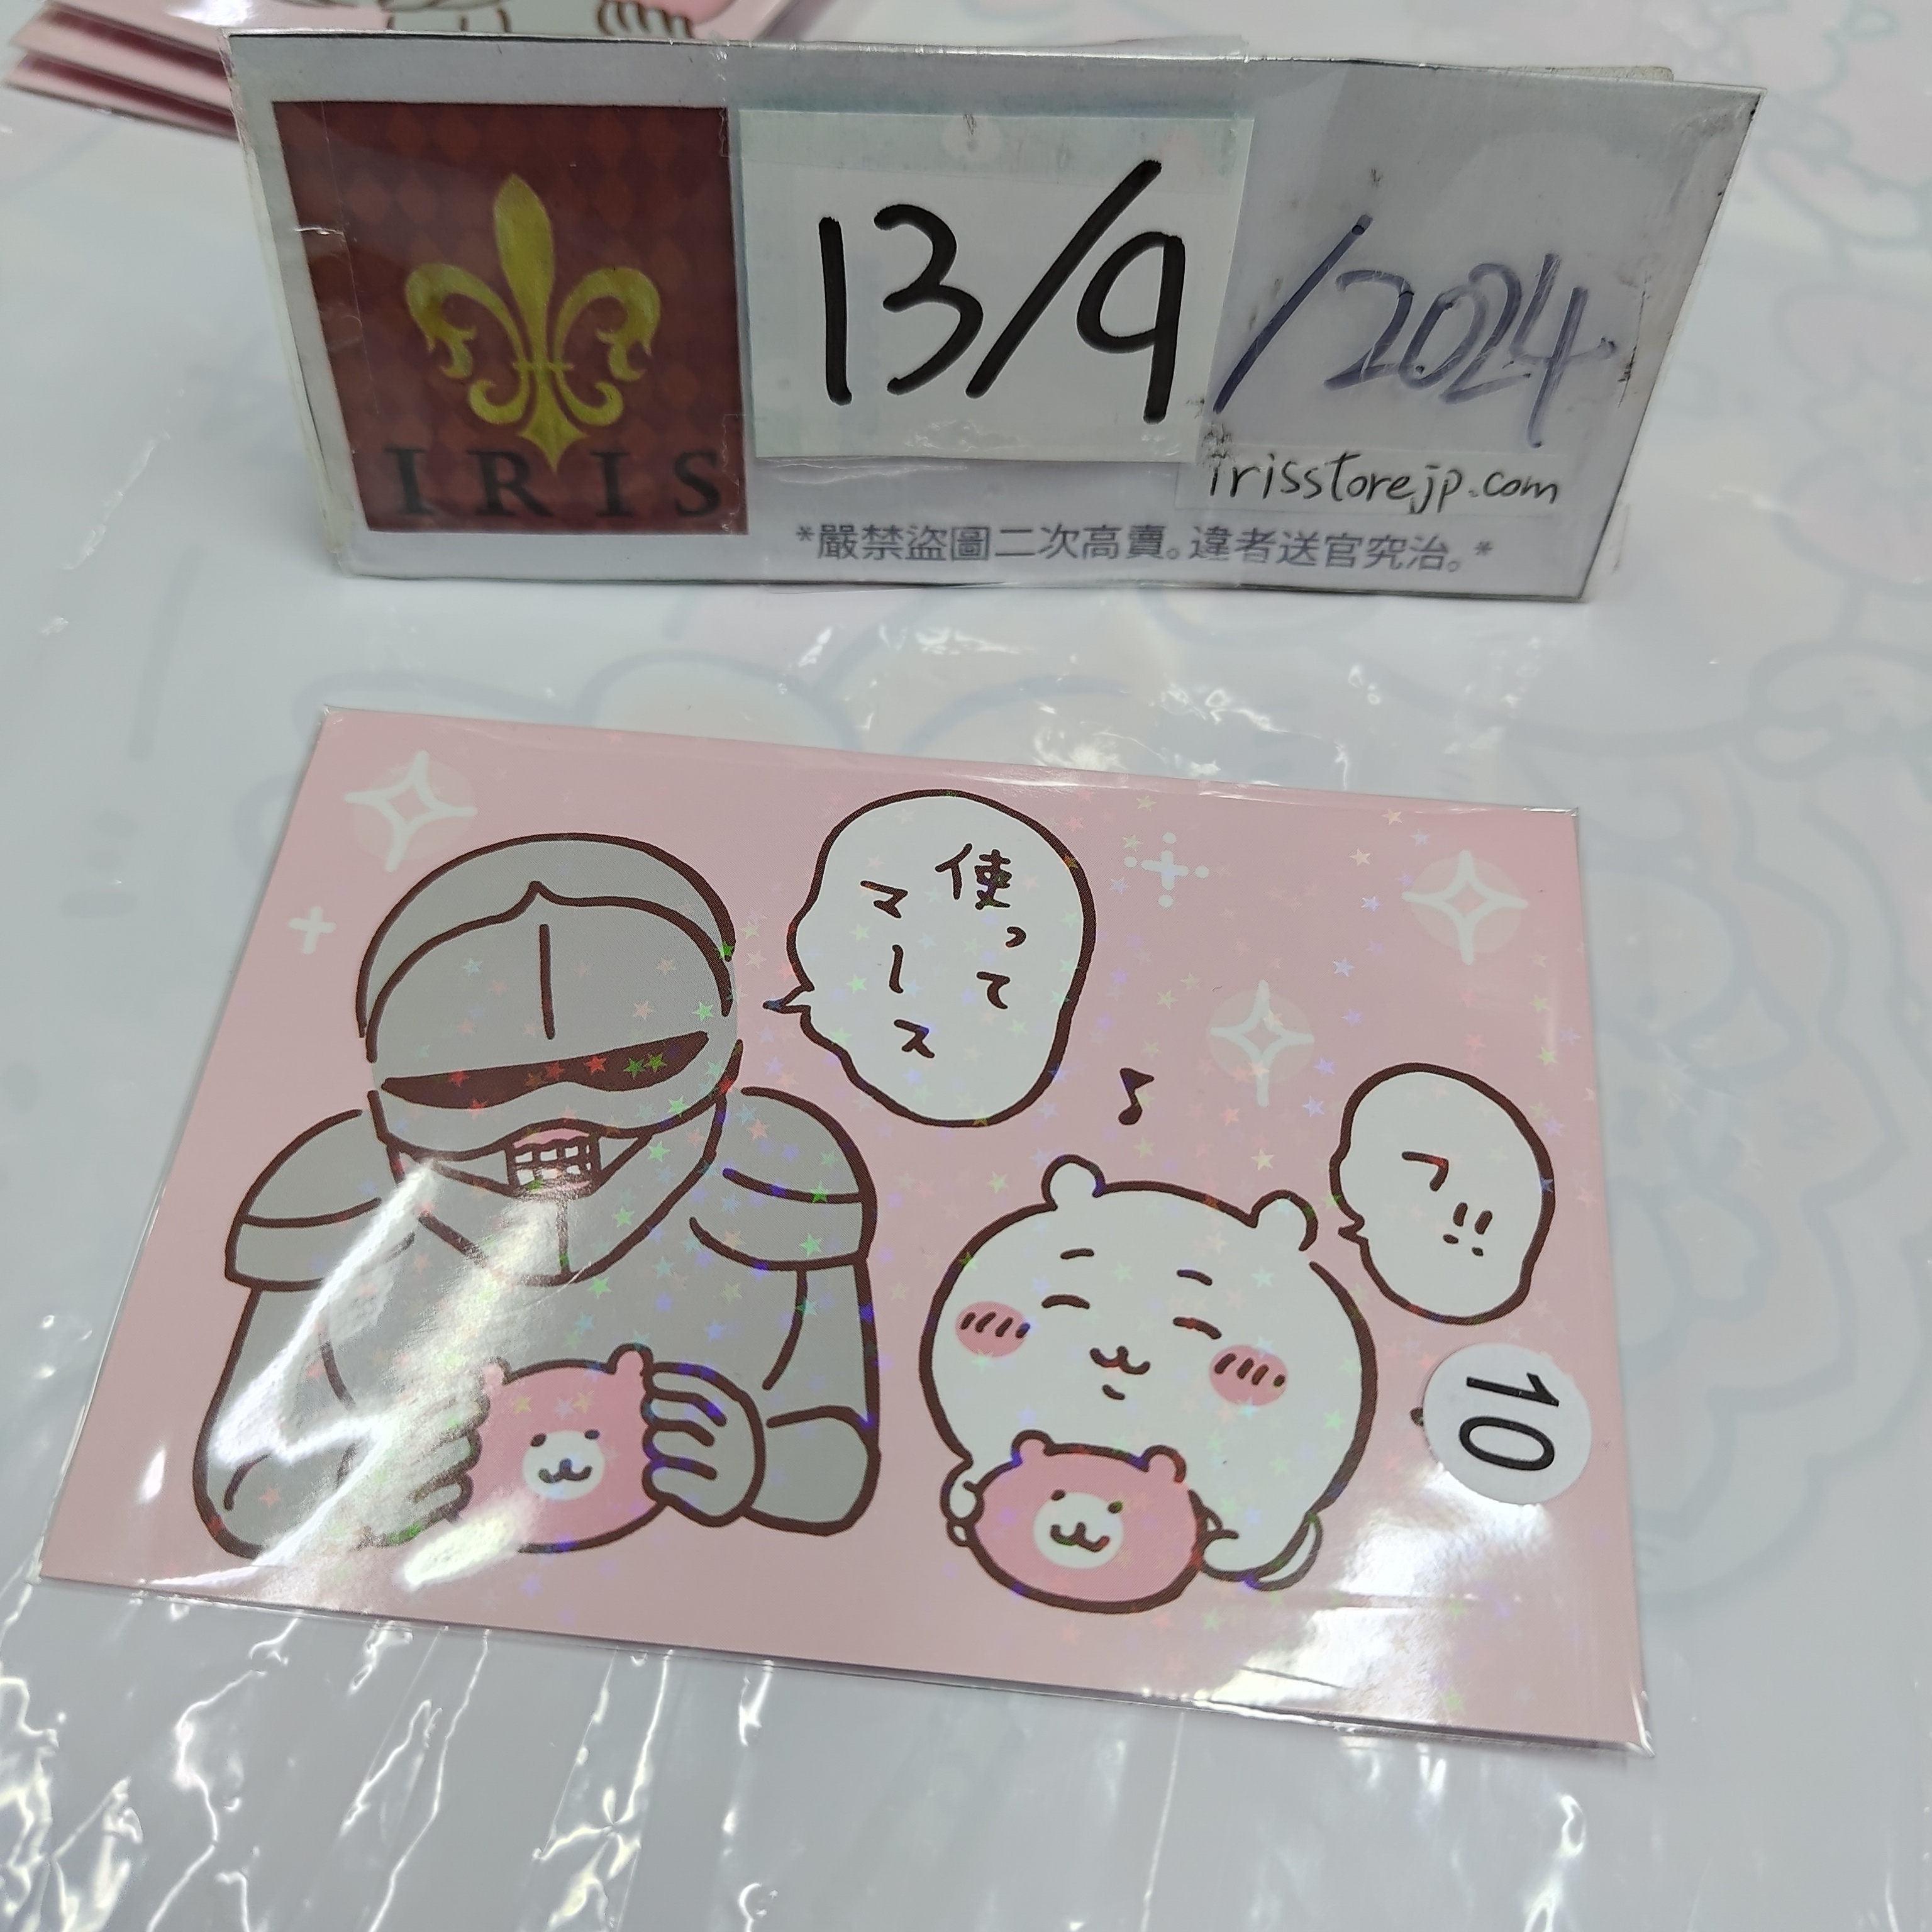 IRIS
13/9/2024
irisstorejp.com
*嚴禁盜圖二次高賣。違者送官究治。*
使って
マース
ア!!
10